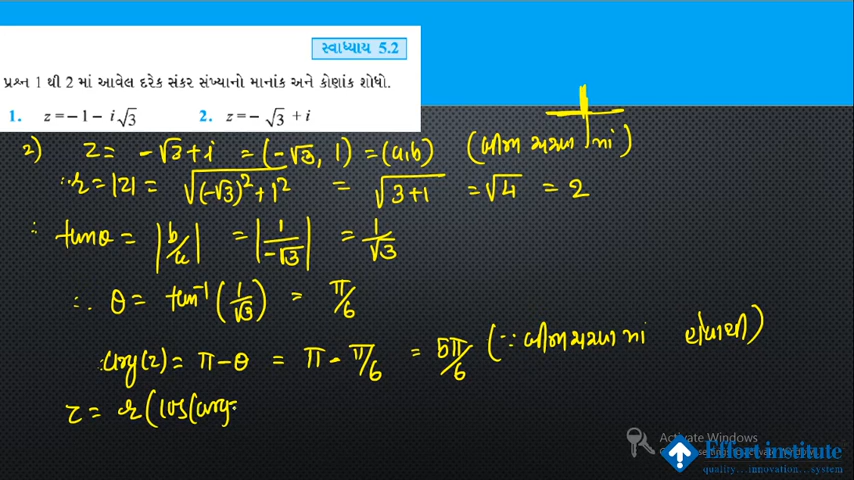 સ્વાધ્યાય 5.2
પ્રશ્ન 1 થી 2 માં આવેલ દરેક સંકર સંખ્યાનો માનાંક અને કોણાંક શોધો.
1. z = – 1 – i√3 2. z = – √3 + i
2) z = -√3 + i = (-√3, 1) = (a, b) (બીજા ચરણ માં)
∴ r = |z| = √((-√3)² + 1²) = √(3+1) = √4 = 2
∴ tanθ = |b/a| = |1/-√3| = 1/√3
∴ θ = tan⁻¹(1/√3) = π/6
∴ arg(z) = π - θ = π - π/6 = 5π/6 (∵ બીજા ચરણ માં હોવાથી)
z = r(cos(arg
Activate Windows
Effort institute
quality...innovation...system